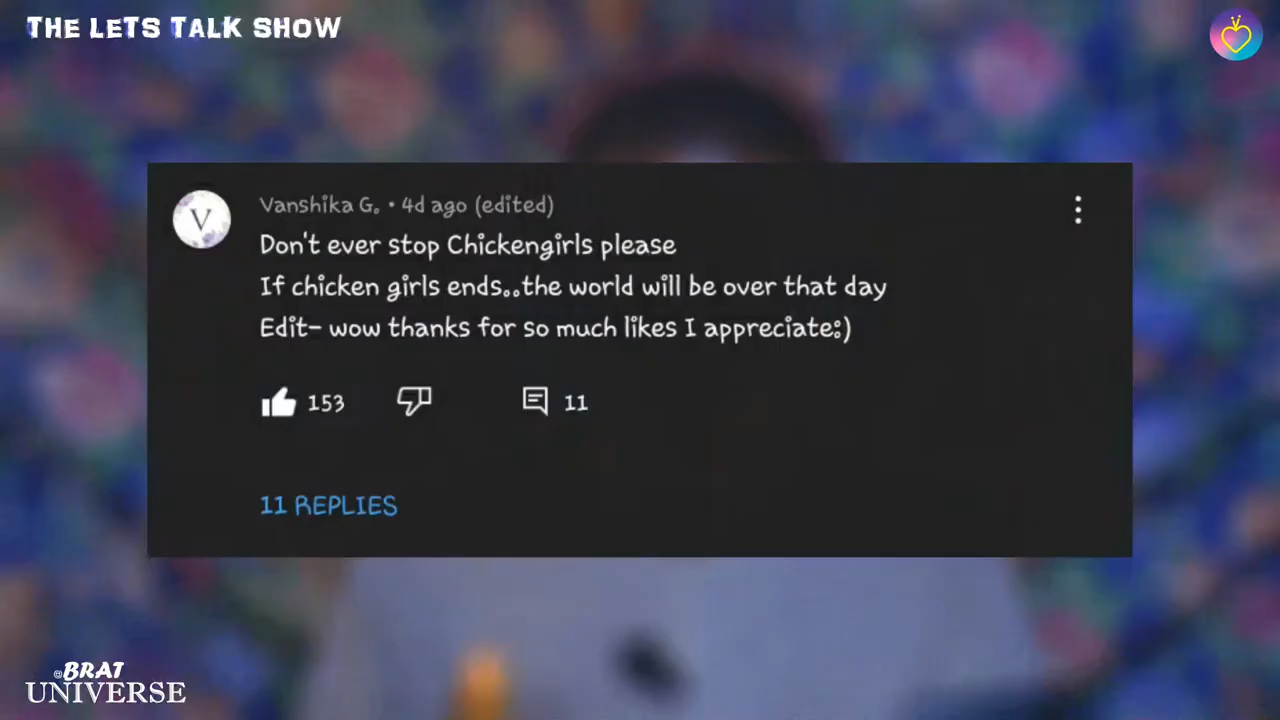 THE LETS TALK SHOW
V
Vanshika G. • 4d ago (edited)
Don't ever stop Chickengirls please
If chicken girls ends..the world will be over that day
Edit- wow thanks for so much likes I appreciate:)
153
11
11 REPLIES
@BRAT
UNIVERSE